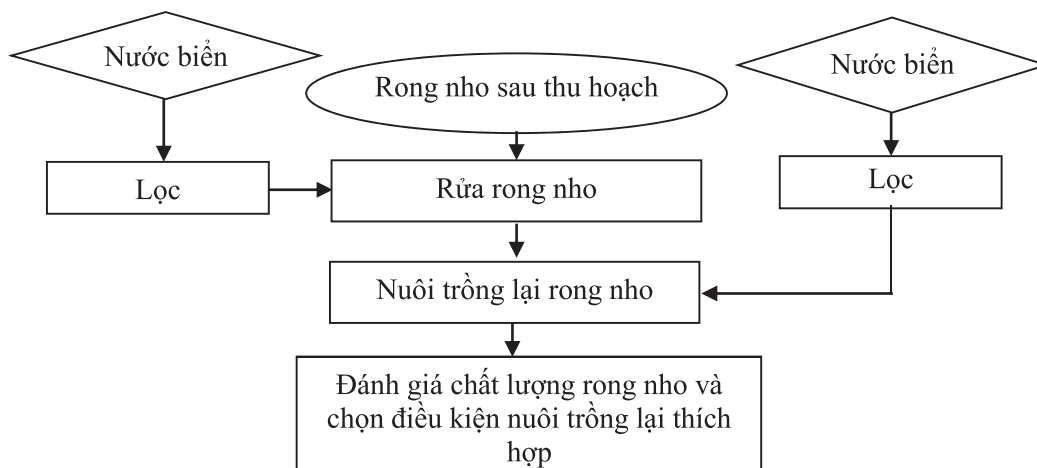 Nước biển
Rong nho sau thu hoạch
Nước biển
Lọc
Rửa rong nho
Lọc
Nuôi trồng lại rong nho
Đánh giá chất lượng rong nho và
chọn điều kiện nuôi trồng lại thích
hợp